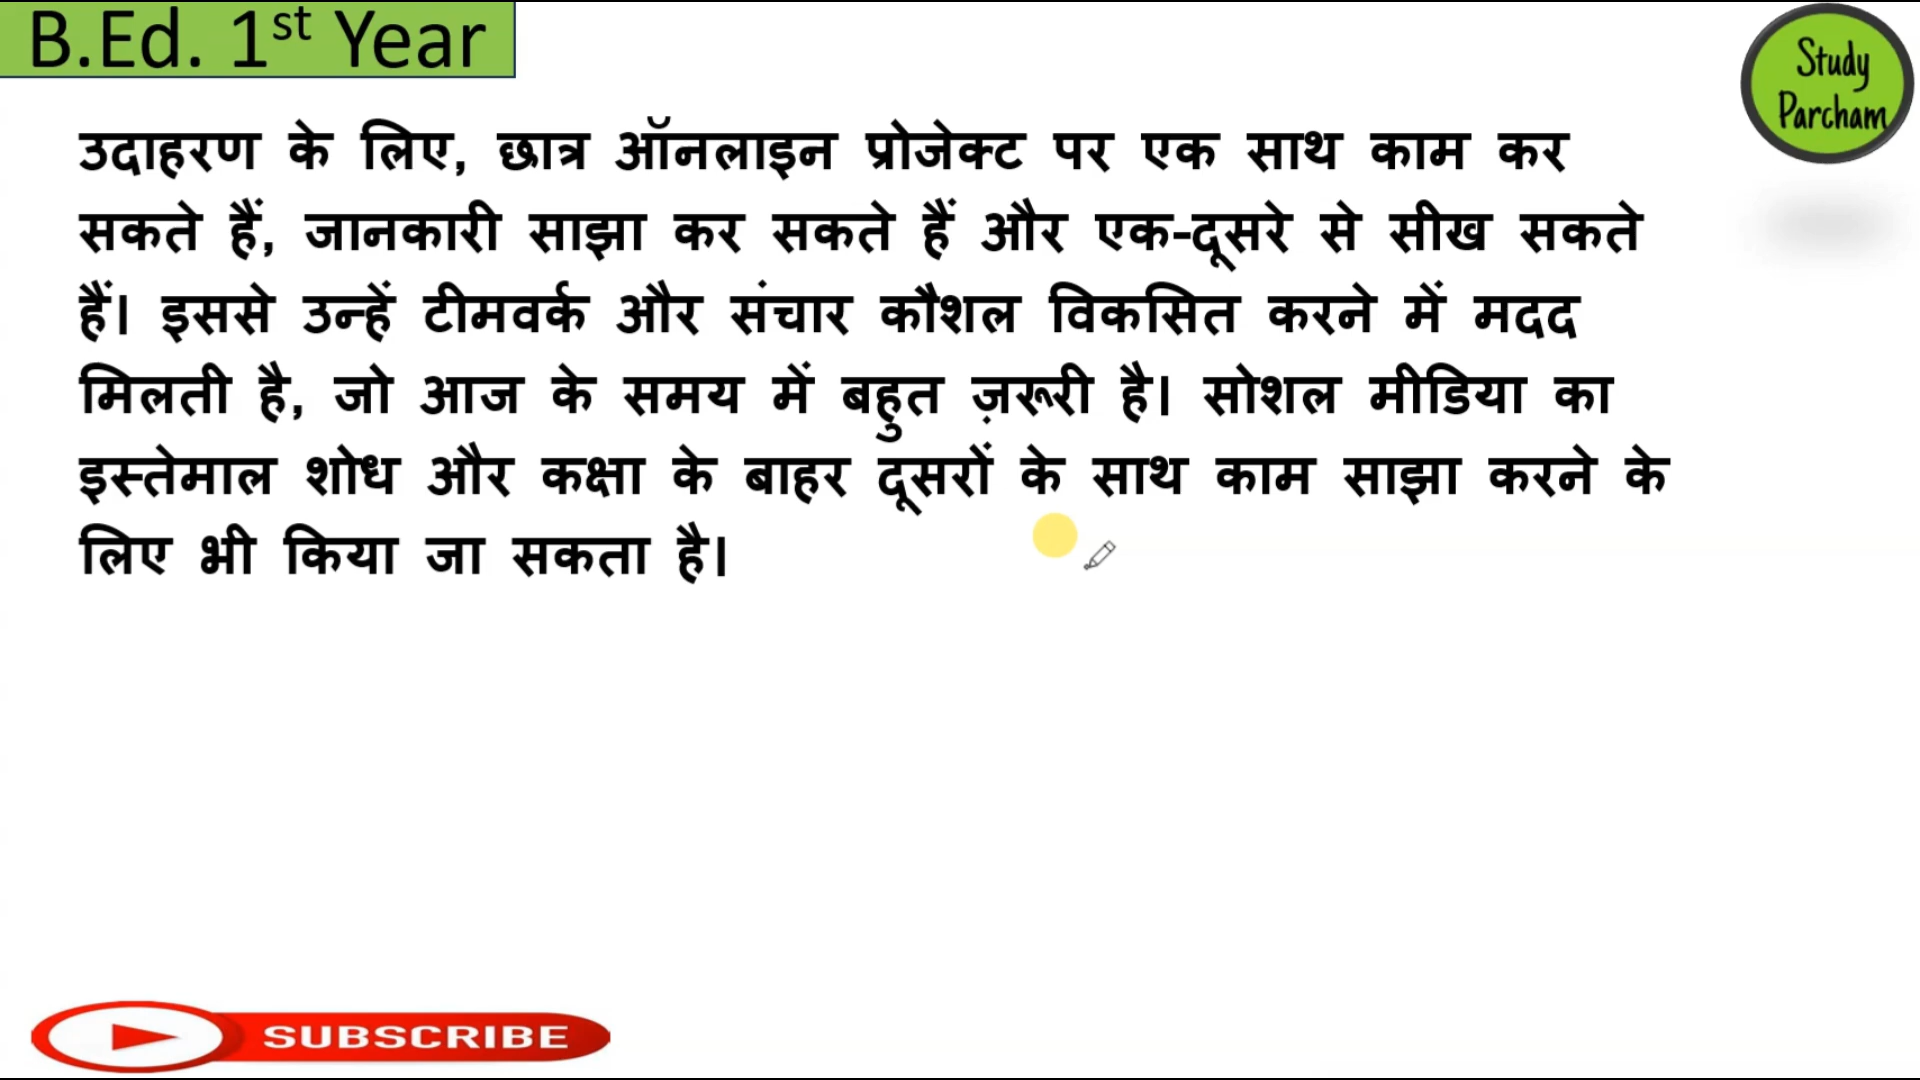 B.Ed. 1st Year
Study
Parcham
उदाहरण के लिए, छात्र ऑनलाइन प्रोजेक्ट पर एक साथ काम कर
सकते हैं, जानकारी साझा कर सकते हैं और एक-दूसरे से सीख सकते
हैं। इससे उन्हें टीमवर्क और संचार कौशल विकसित करने में मदद
मिलती है, जो आज के समय में बहुत ज़रूरी है। सोशल मीडिया का
इस्तेमाल शोध और कक्षा के बाहर दूसरों के साथ काम साझा करने के
लिए भी किया जा सकता है।
SUBSCRIBE